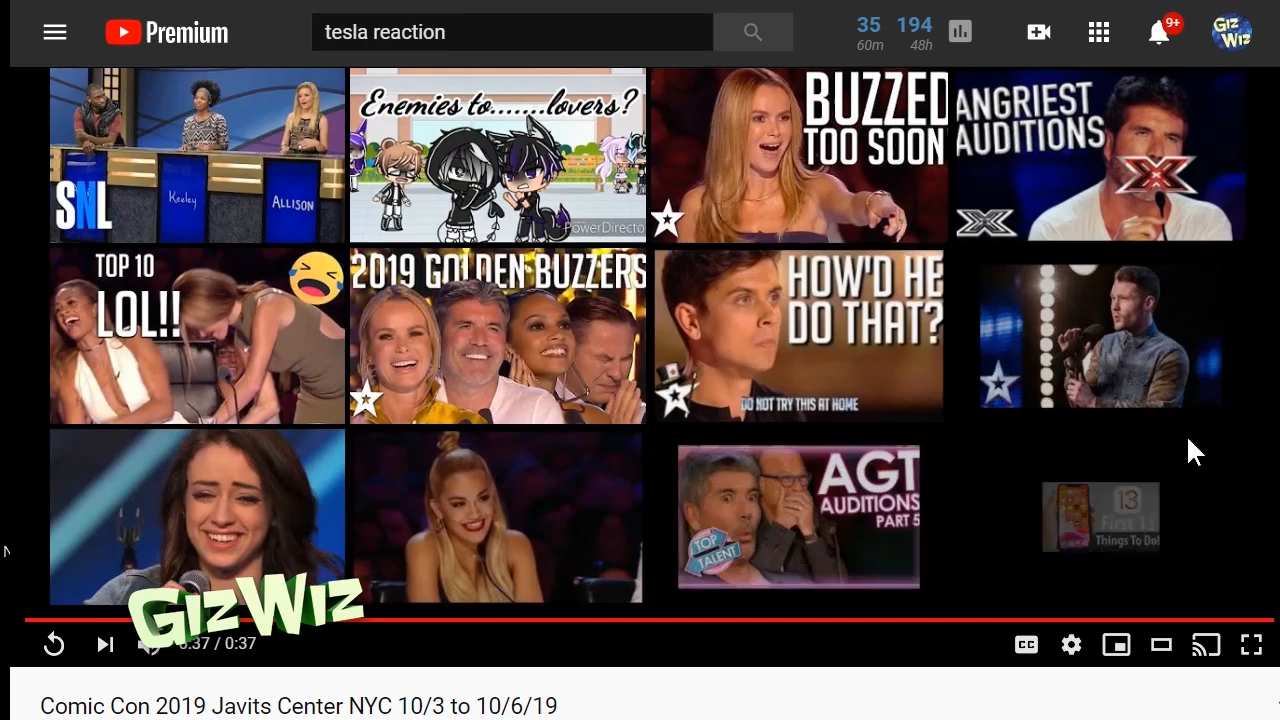 Premium
tesla reaction
35 194
60m 48h
9+
GIZ
WIZ
SNL
Keeley
ALLISON
Enemies to.......lovers?
PowerDirecto
BUZZED
TOO SOON
ANGRIEST
AUDITIONS
X
X
TOP 10
LOL!!
2019 GOLDEN BUZZERS
HOW'D HE
DO THAT?
DO NOT TRY THIS AT HOME
AGT
AUDITIONS
PART 5
TOP
TALENT
13
First 13
Things To Do!
GIZWIZ
0:37 / 0:37
CC
Comic Con 2019 Javits Center NYC 10/3 to 10/6/19